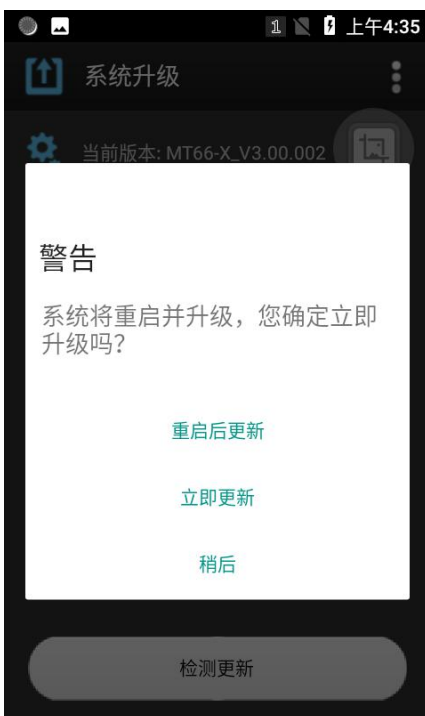 1 上午4:35
系统升级
当前版本: MT66-X_V3.00.002
警告
系统将重启并升级，您确定立即
升级吗？
重启后更新
立即更新
稍后
检测更新